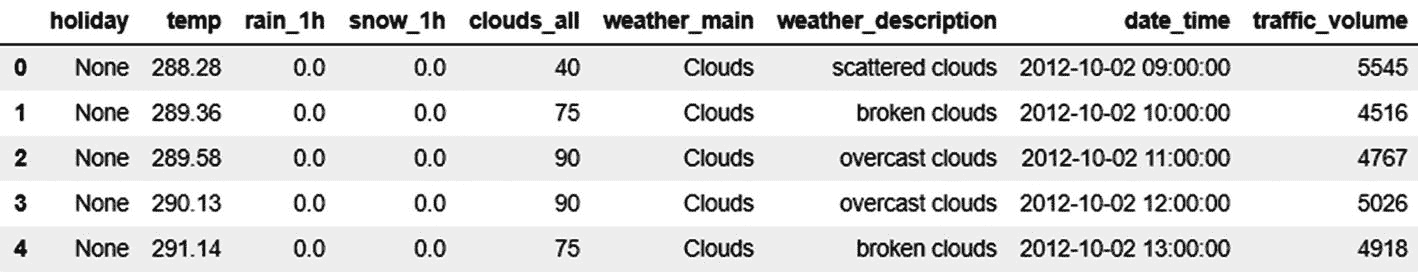 holiday temp rain_1h snow_1h clouds_all weather_main weather_description date_time traffic_volume
0 None 288.28 0.0 0.0 40 Clouds scattered clouds 2012-10-02 09:00:00 5545
1 None 289.36 0.0 0.0 75 Clouds broken clouds 2012-10-02 10:00:00 4516
2 None 289.58 0.0 0.0 90 Clouds overcast clouds 2012-10-02 11:00:00 4767
3 None 290.13 0.0 0.0 90 Clouds overcast clouds 2012-10-02 12:00:00 5026
4 None 291.14 0.0 0.0 75 Clouds broken clouds 2012-10-02 13:00:00 4918